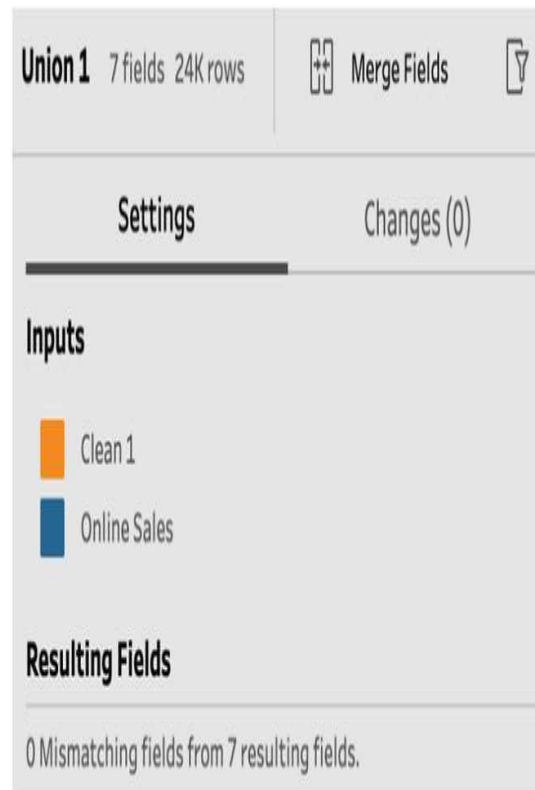 Union 1 7 fields 24K rows Merge Fields
Settings Changes (0)
Inputs
Clean 1
Online Sales
Resulting Fields
0 Mismatching fields from 7 resulting fields.